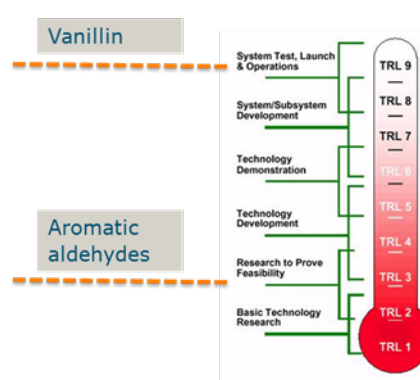 Vanillin
System Test, Launch
& Operations
System/Subsystem
Development
Technology
Demonstration
Aromatic
aldehydes
Technology
Development
Research to Prove
Feasibility
Basic Technology
Research
TRL 9
TRL 8
TRL 7
TRL 6
TRL 5
TRL 4
TRL 3
TRL 2
TRL 1